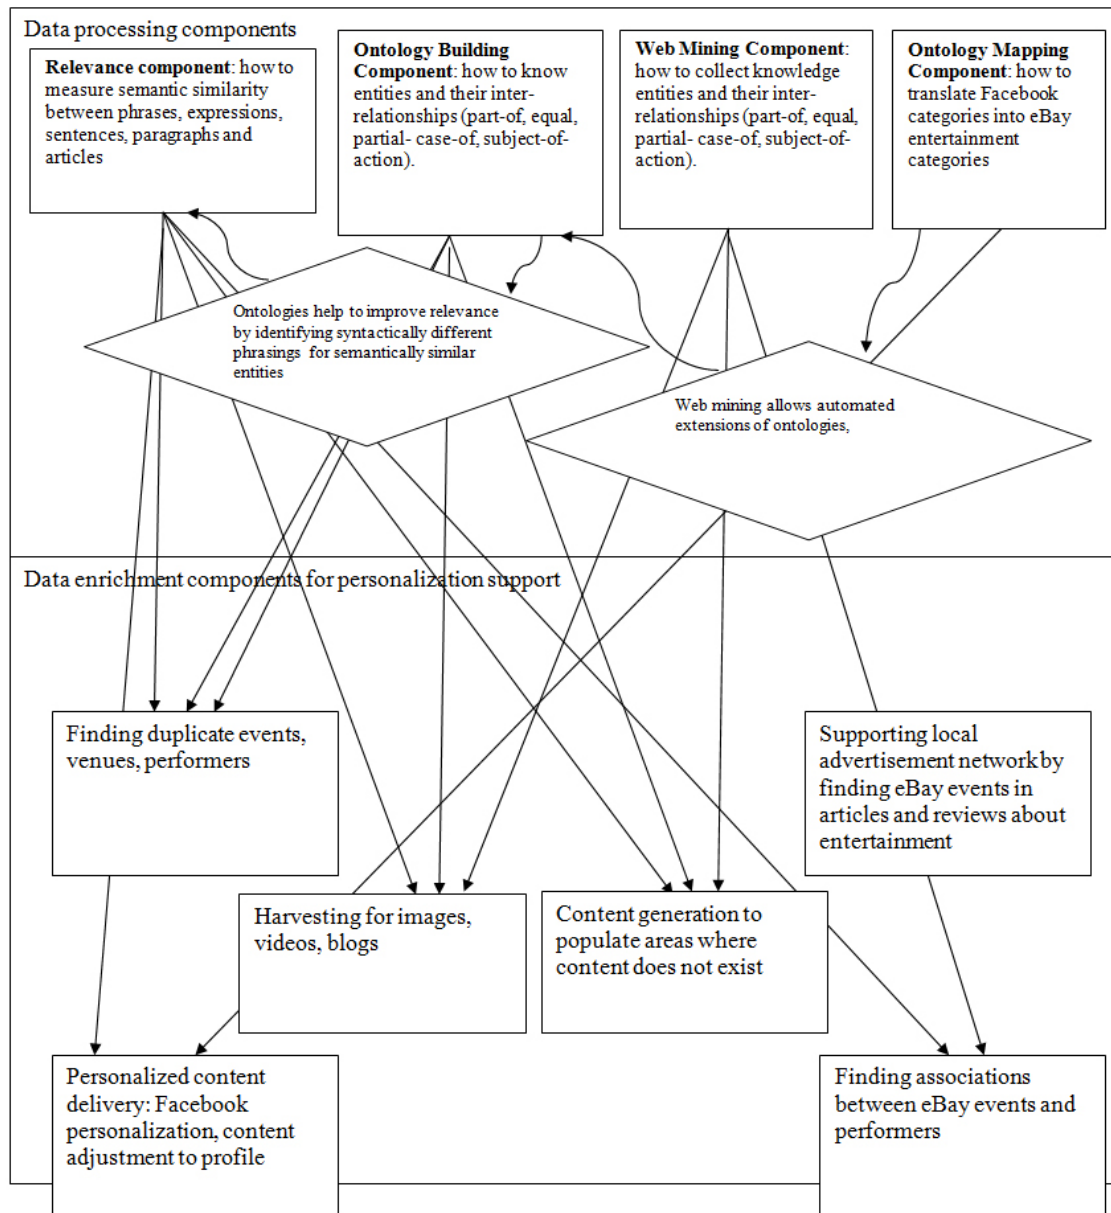 Data processing components
Relevance component: how to
measure semantic similarity
between phrases, expressions,
sentences, paragraphs and
articles
Ontology Building
Component: how to know
entities and their inter-
relationships (part-of, equal,
partial- case-of, subject-of-
action).
Web Mining Component:
how to collect knowledge
entities and their inter-
relationships (part-of, equal,
partial- case-of, subject-of-
action).
Ontology Mapping
Component: how to
translate Facebook
categories into eBay
entertainment
categories
Ontologies help to improve relevance
by identifying syntactically different
phrasings for semantically similar
entities
Web mining allows automated
extensions of ontologies,
Data enrichment components for personalization support
Finding duplicate events,
venues, performers
Supporting local
advertisement network by
finding eBay events in
articles and reviews about
entertainment
Harvesting for images,
videos, blogs
Content generation to
populate areas where
content does not exist
Personalized content
delivery: Facebook
personalization, content
adjustment to profile
Finding associations
between eBay events and
performers